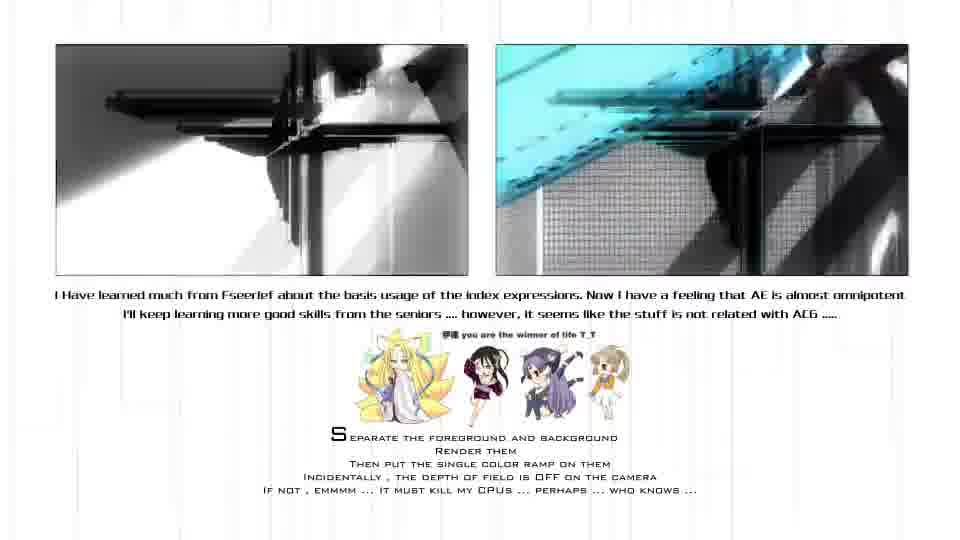 I Have learned much from Fseerlef about the basis usage of the index expressions. Now I have a feeling that AE is almost omnipotent
I'll keep learning more good skills from the seniors .... however, it seems like the stuff is not related with AC6 .....
you are the winner of life T_T
Separate the foreground and background
Render them
Then put the single color ramp on them
Incidentally , the depth of field is OFF on the camera
If not , emmmm ... it must kill my CPUs ... perhaps ... who knows ...